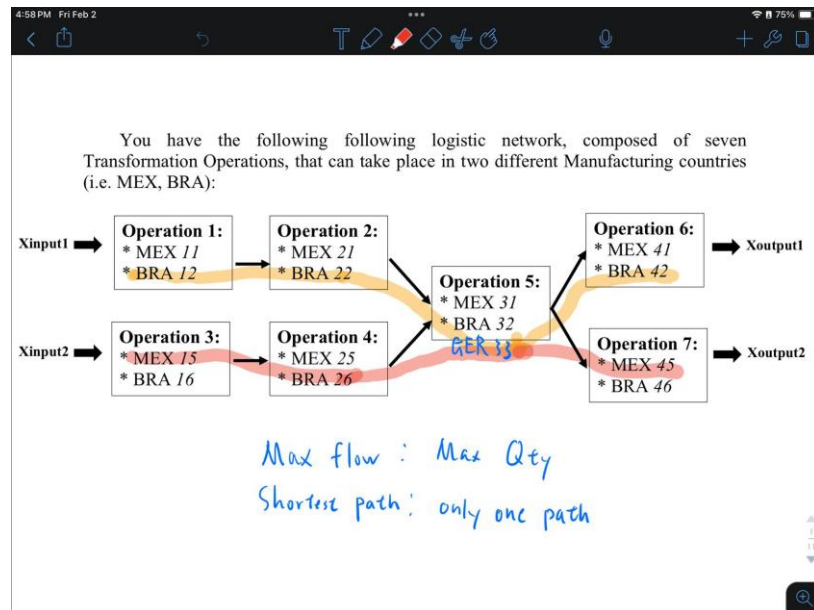 4:58 PM Fri Feb 2
75%
You have the following following logistic network, composed of seven
Transformation Operations, that can take place in two different Manufacturing countries
(i.e. MEX, BRA):
Xinput1
Operation 1:
* MEX 11
* BRA 12
Operation 2:
* MEX 21
* BRA 22
Operation 6:
* MEX 41
* BRA 42
Xoutput1
Operation 5:
* MEX 31
* BRA 32
GER 33
Xinput2
Operation 3:
* MEX 15
* BRA 16
Operation 4:
* MEX 25
* BRA 26
Operation 7:
* MEX 45
* BRA 46
Xoutput2
Max flow : Max Qty
Shortest path : only one path